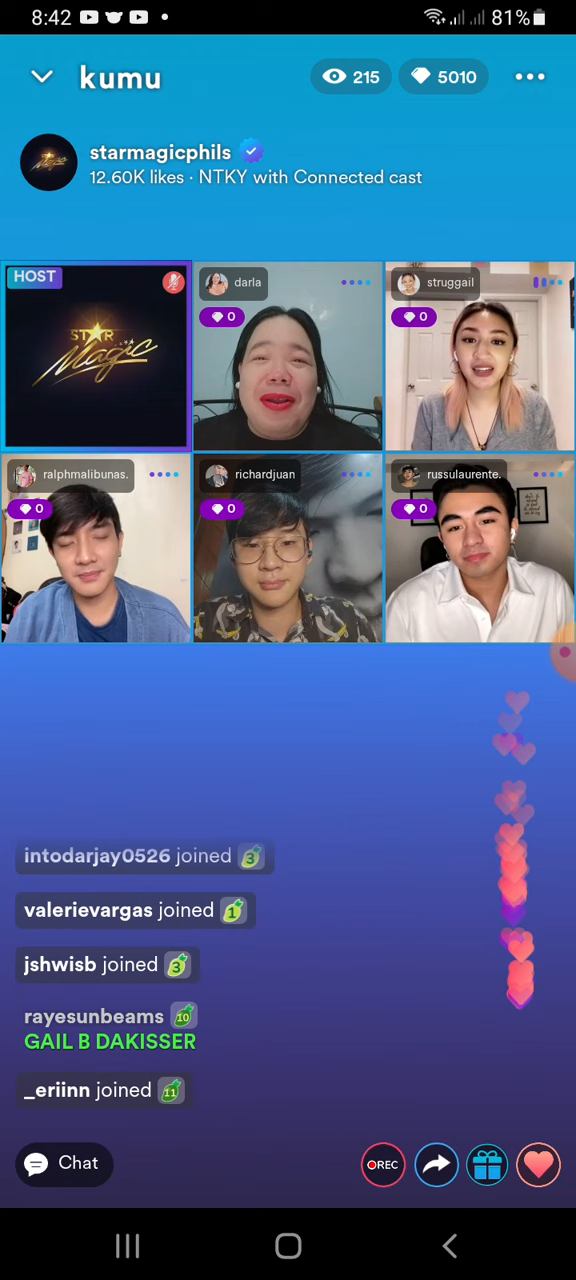 8:42
81%
kumu
215
5010
starmagicphils
12.60K likes · NTKY with Connected cast
HOST
STAR
Magic
darla
0
struggail
0
ralphmalibunas.
0
richardjuan
0
russulaurente.
0
intodarjay0526 joined 3
valerievargas joined 1
jshwisb joined 3
rayesunbeams 10
GAIL B DAKISSER
_eriinn joined 11
Chat
REC